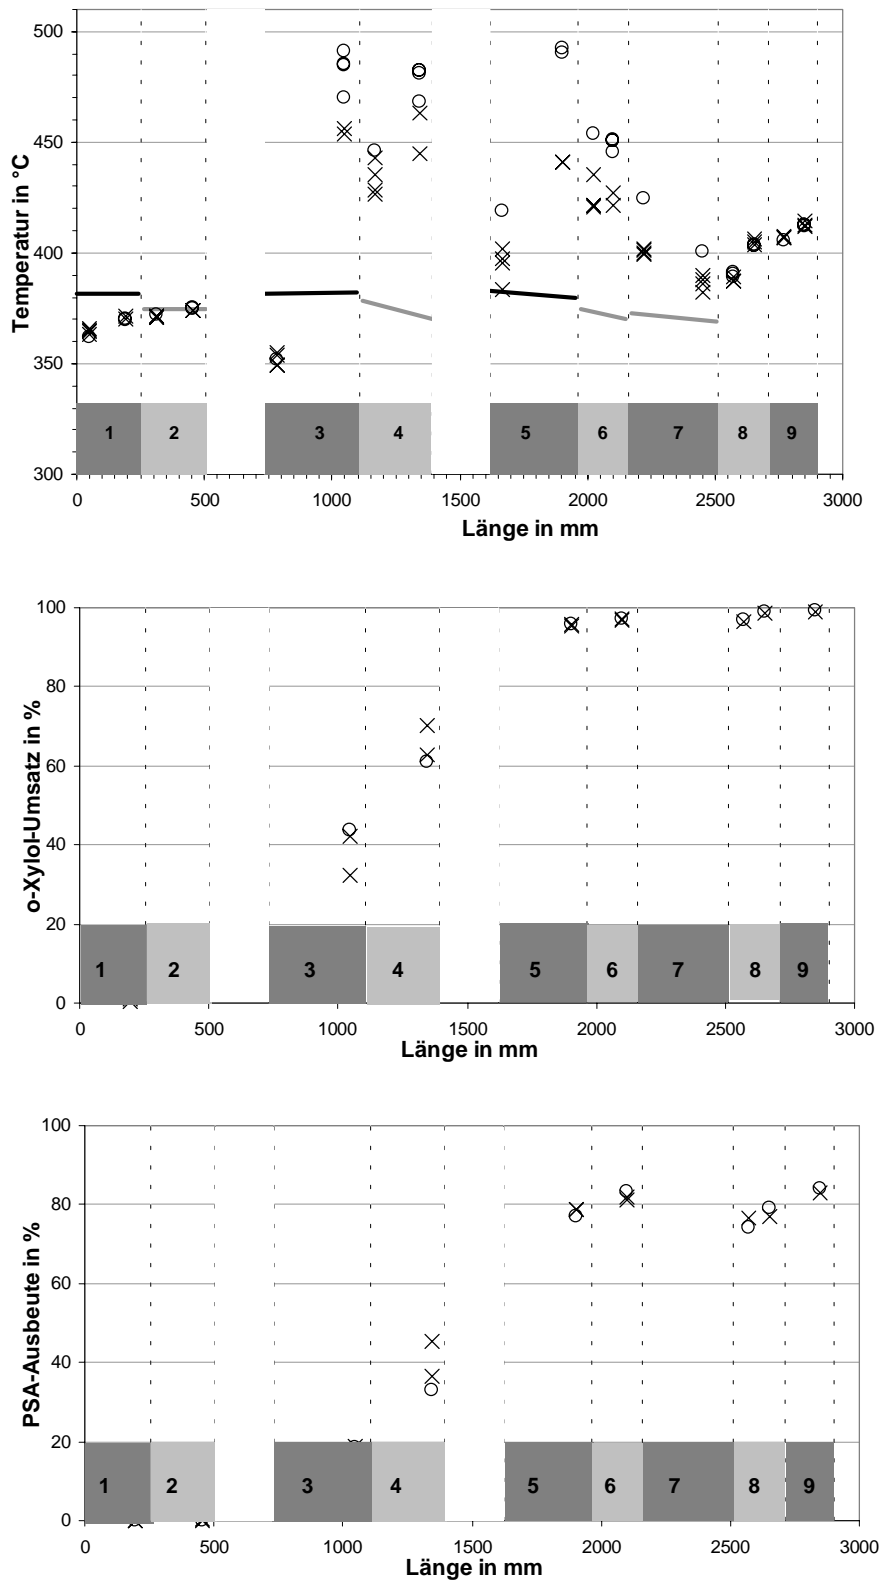 500
450
400
350
300
Temperatur in °C
1 2 3 4 5 6 7 8 9
0 500 1000 1500 2000 2500 3000
Länge in mm
100
80
60
40
20
0
o-Xylol-Umsatz in %
1 2 3 4 5 6 7 8 9
0 500 1000 1500 2000 2500 3000
Länge in mm
100
80
60
40
20
0
PSA-Ausbeute in %
1 2 3 4 5 6 7 8 9
0 500 1000 1500 2000 2500 3000
Länge in mm